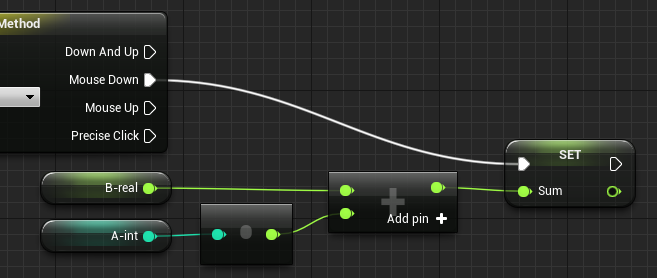 Method
Down And Up
Mouse Down
Mouse Up
Precise Click
SET
B-real
Sum
Add pin
A-int